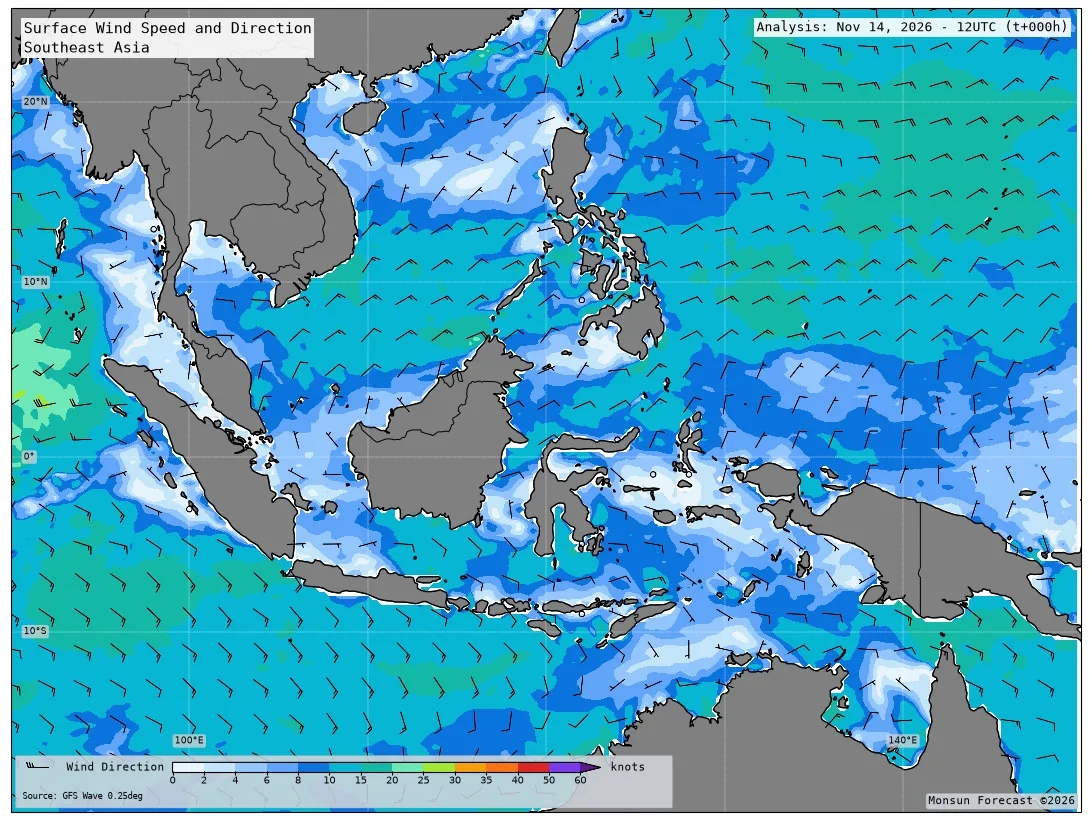 Surface Wind Speed and Direction
Southeast Asia
Analysis: Nov 14, 2026 - 12UTC (t+000h)
20°N
10°N
0°
10°S
100°E
140°E
Wind Direction
0 2 4 6 8 10 15 20 25 30 35 40 50 60
knots
Source: GFS Wave 0.25deg
Monsun Forecast ©2026